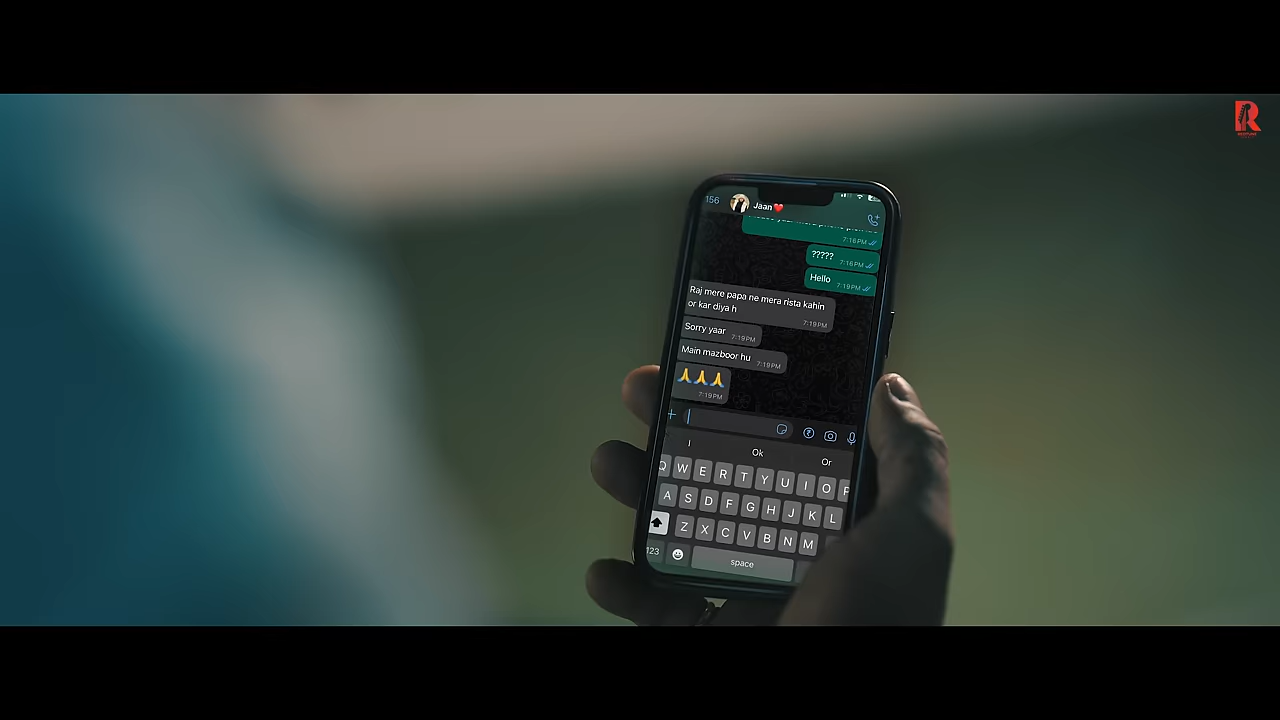 156
Jaan❤️
7:16 PM
?????
7:16 PM
Hello
7:19 PM
Raj mere papa ne mera rista kahin
or kar diya h
7:19 PM
Sorry yaar
7:19 PM
Main mazboor hu
7:19 PM
🙏🙏🙏
7:19 PM
I Ok Or
Q W E R T Y U I O P
A S D F G H J K L
Z X C V B N M
123 space
R